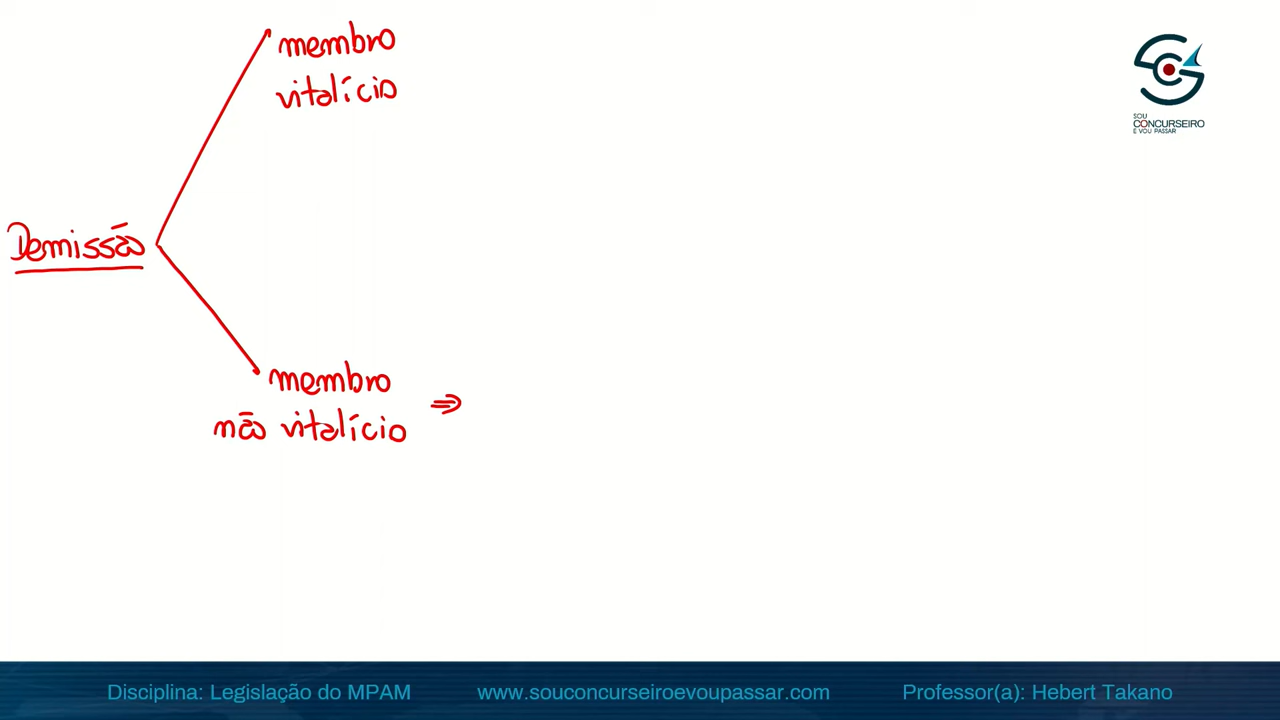 membro
vitalício
Demissão
membro
não vitalício ⇒
SOU
CONCURSEIRO
E VOU PASSAR
Disciplina: Legislação do MPAM
www.souconcurseiroevoupassar.com
Professor(a): Hebert Takano